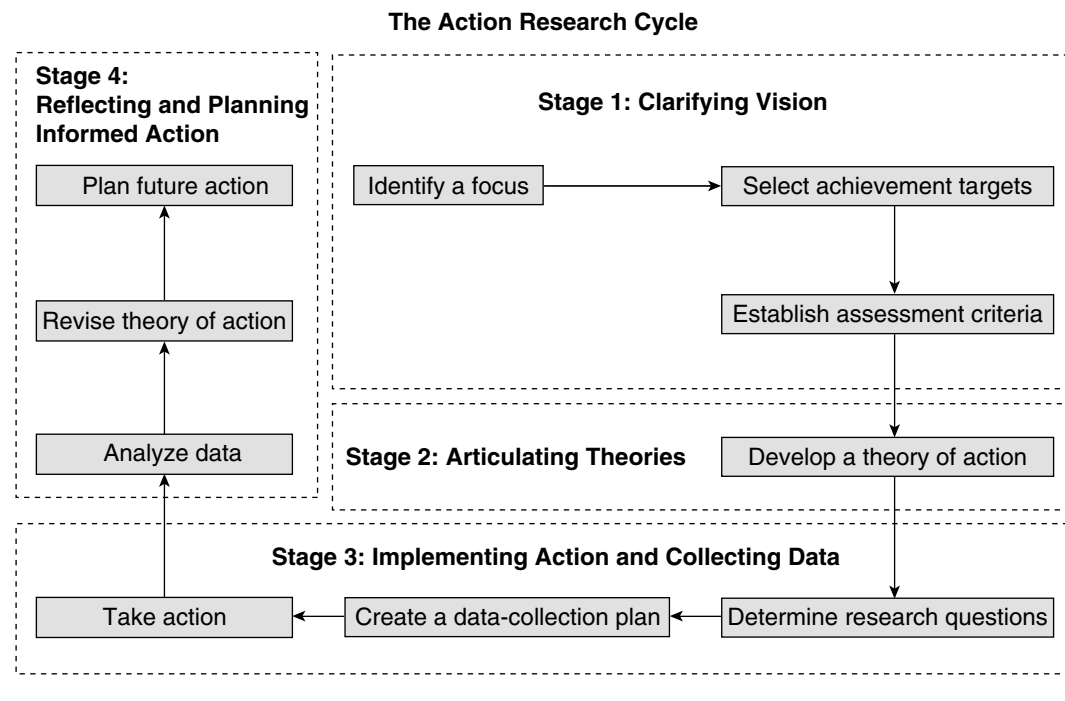 The Action Research Cycle
Stage 4:
Reflecting and Planning
Informed Action
Plan future action
Revise theory of action
Analyze data
Stage 1: Clarifying Vision
Identify a focus
Select achievement targets
Establish assessment criteria
Stage 2: Articulating Theories
Develop a theory of action
Stage 3: Implementing Action and Collecting Data
Take action
Create a data-collection plan
Determine research questions